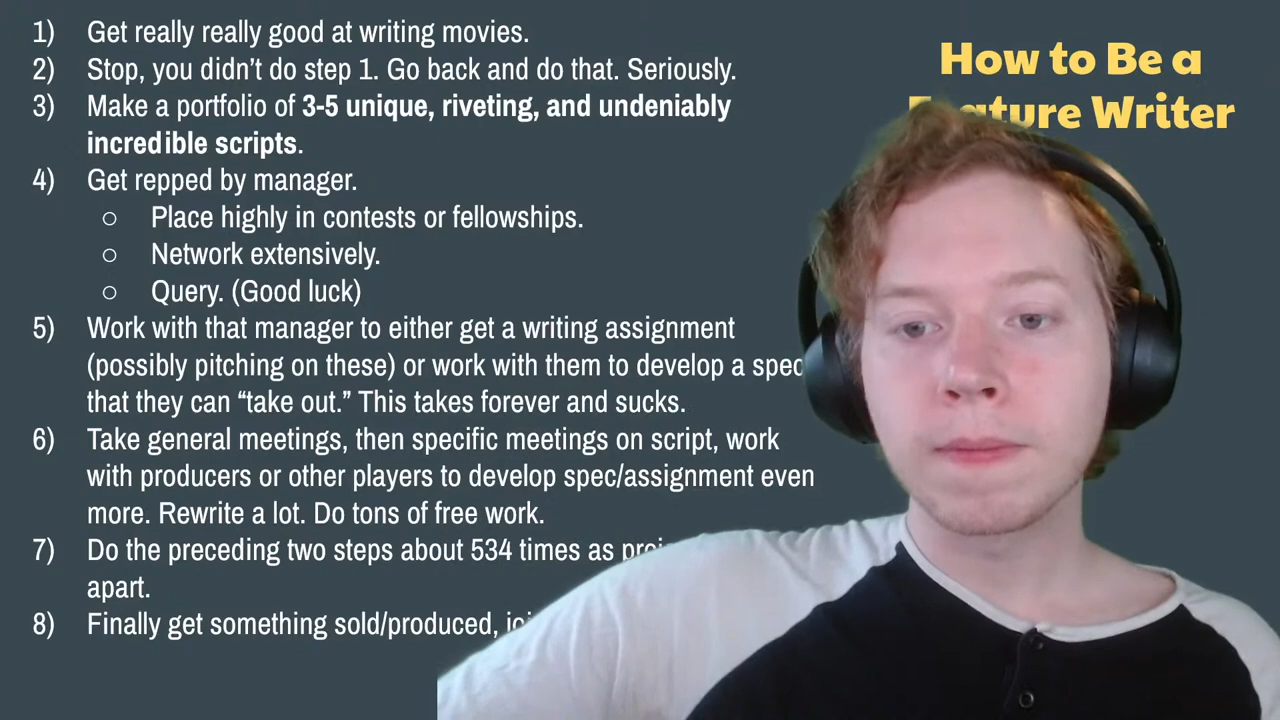 How to Be a
Writer
1) Get really really good at writing movies.
2) Stop, you didn’t do step 1. Go back and do that. Seriously.
3) Make a portfolio of 3-5 unique, riveting, and undeniably
incredible scripts.
4) Get repped by manager.
○ Place highly in contests or fellowships.
○ Network extensively.
○ Query. (Good luck)
5) Work with that manager to either get a writing assignment
(possibly pitching on these) or work with them to develop a spec
that they can “take out.” This takes forever and sucks.
6) Take general meetings, then specific meetings on script, work
with producers or other players to develop spec/assignment even
more. Rewrite a lot. Do tons of free work.
7) Do the preceding two steps about 534 times as
apart.
8) Finally get something sold/produced,